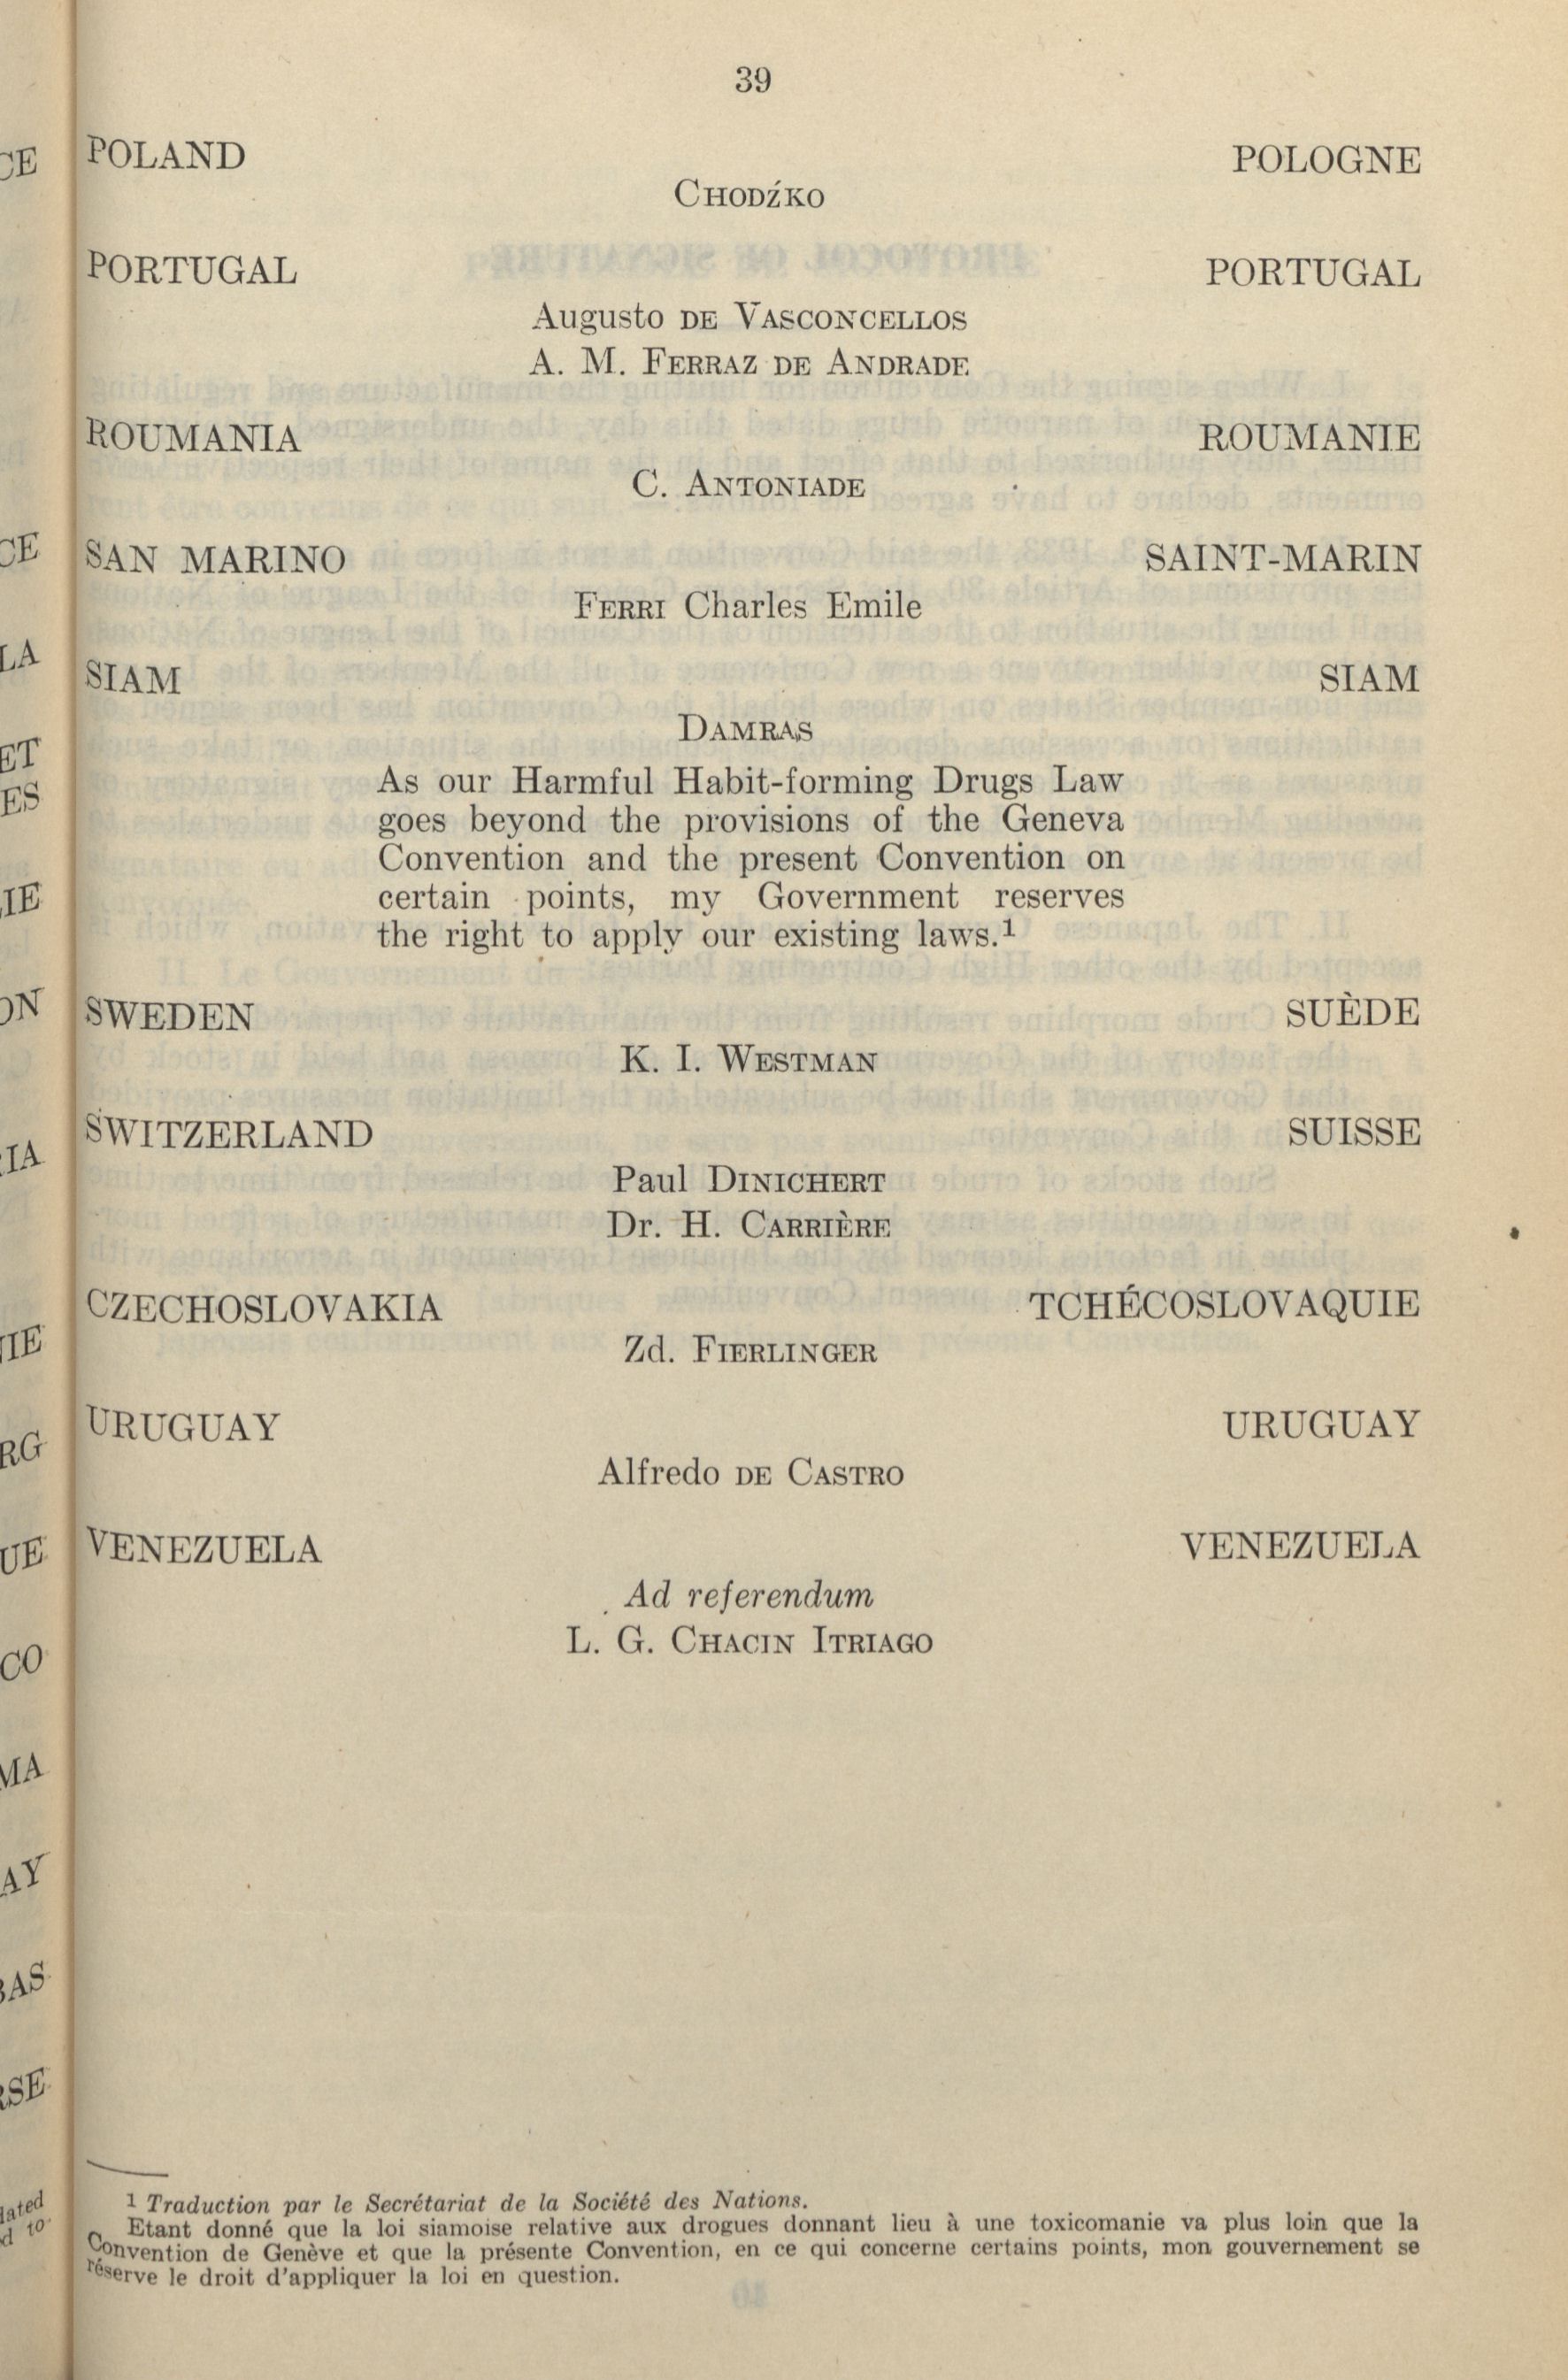 39
POLAND POLOGNE
CHODŹKO
PORTUGAL PORTUGAL
Augusto DE VASCONCELLOS
A. M. FERRAZ DE ANDRADE
ROUMANIA ROUMANIE
C. ANTONIADE
SAN MARINO SAINT-MARIN
FERRI Charles Emile
SIAM SIAM
DAMRAS
As our Harmful Habit-forming Drugs Law
goes beyond the provisions of the Geneva
Convention and the present Convention on
certain points, my Government reserves
the right to apply our existing laws.¹
SWEDEN SUÈDE
K. I. WESTMAN
SWITZERLAND SUISSE
Paul DINICHERT
Dr. H. CARRIÈRE
CZECHOSLOVAKIA TCHÉCOSLOVAQUIE
Zd. FIERLINGER
URUGUAY URUGUAY
Alfredo DE CASTRO
VENEZUELA VENEZUELA
Ad referendum
L. G. CHACIN ITRIAGO
¹ Traduction par le Secrétariat de la Société des Nations.
Etant donné que la loi siamoise relative aux drogues donnant lieu à une toxicomanie va plus loin que la
Convention de Genève et que la présente Convention, en ce qui concerne certains points, mon gouvernement se
réserve le droit d'appliquer la loi en question.